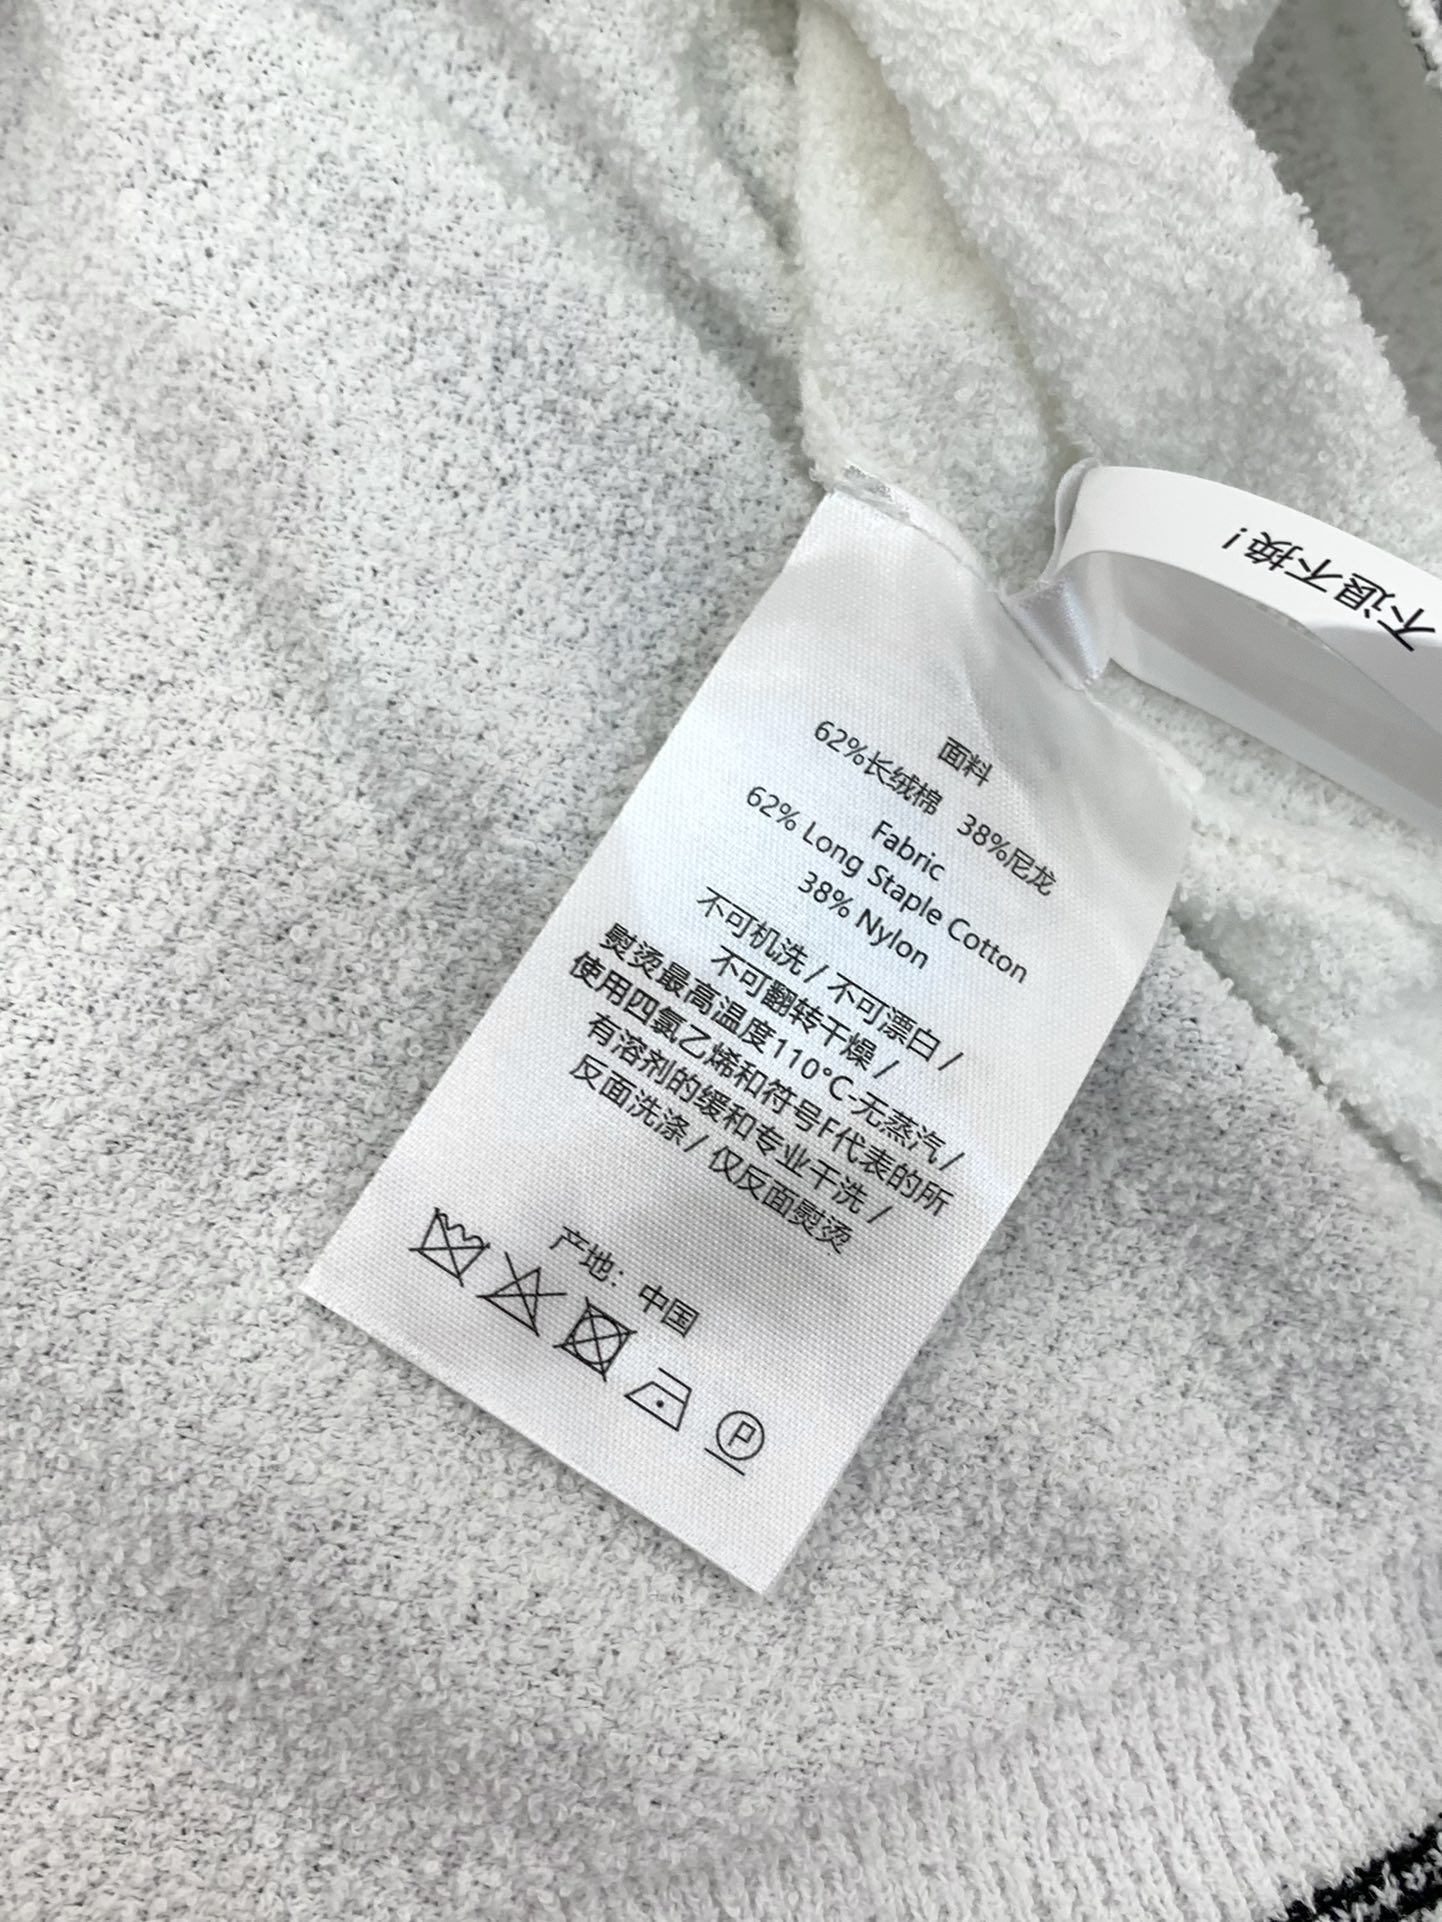 不退不换！
面料
62%长绒棉 38%尼龙
Fabric
62% Long Staple Cotton
38% Nylon
不可机洗 / 不可漂白 /
不可翻转干燥 /
熨烫最高温度110°C-无蒸汽 /
使用四氯乙烯和符号F代表的所
有溶剂的缓和专业干洗 /
反面洗涤 / 仅反面熨烫
产地：中国
P